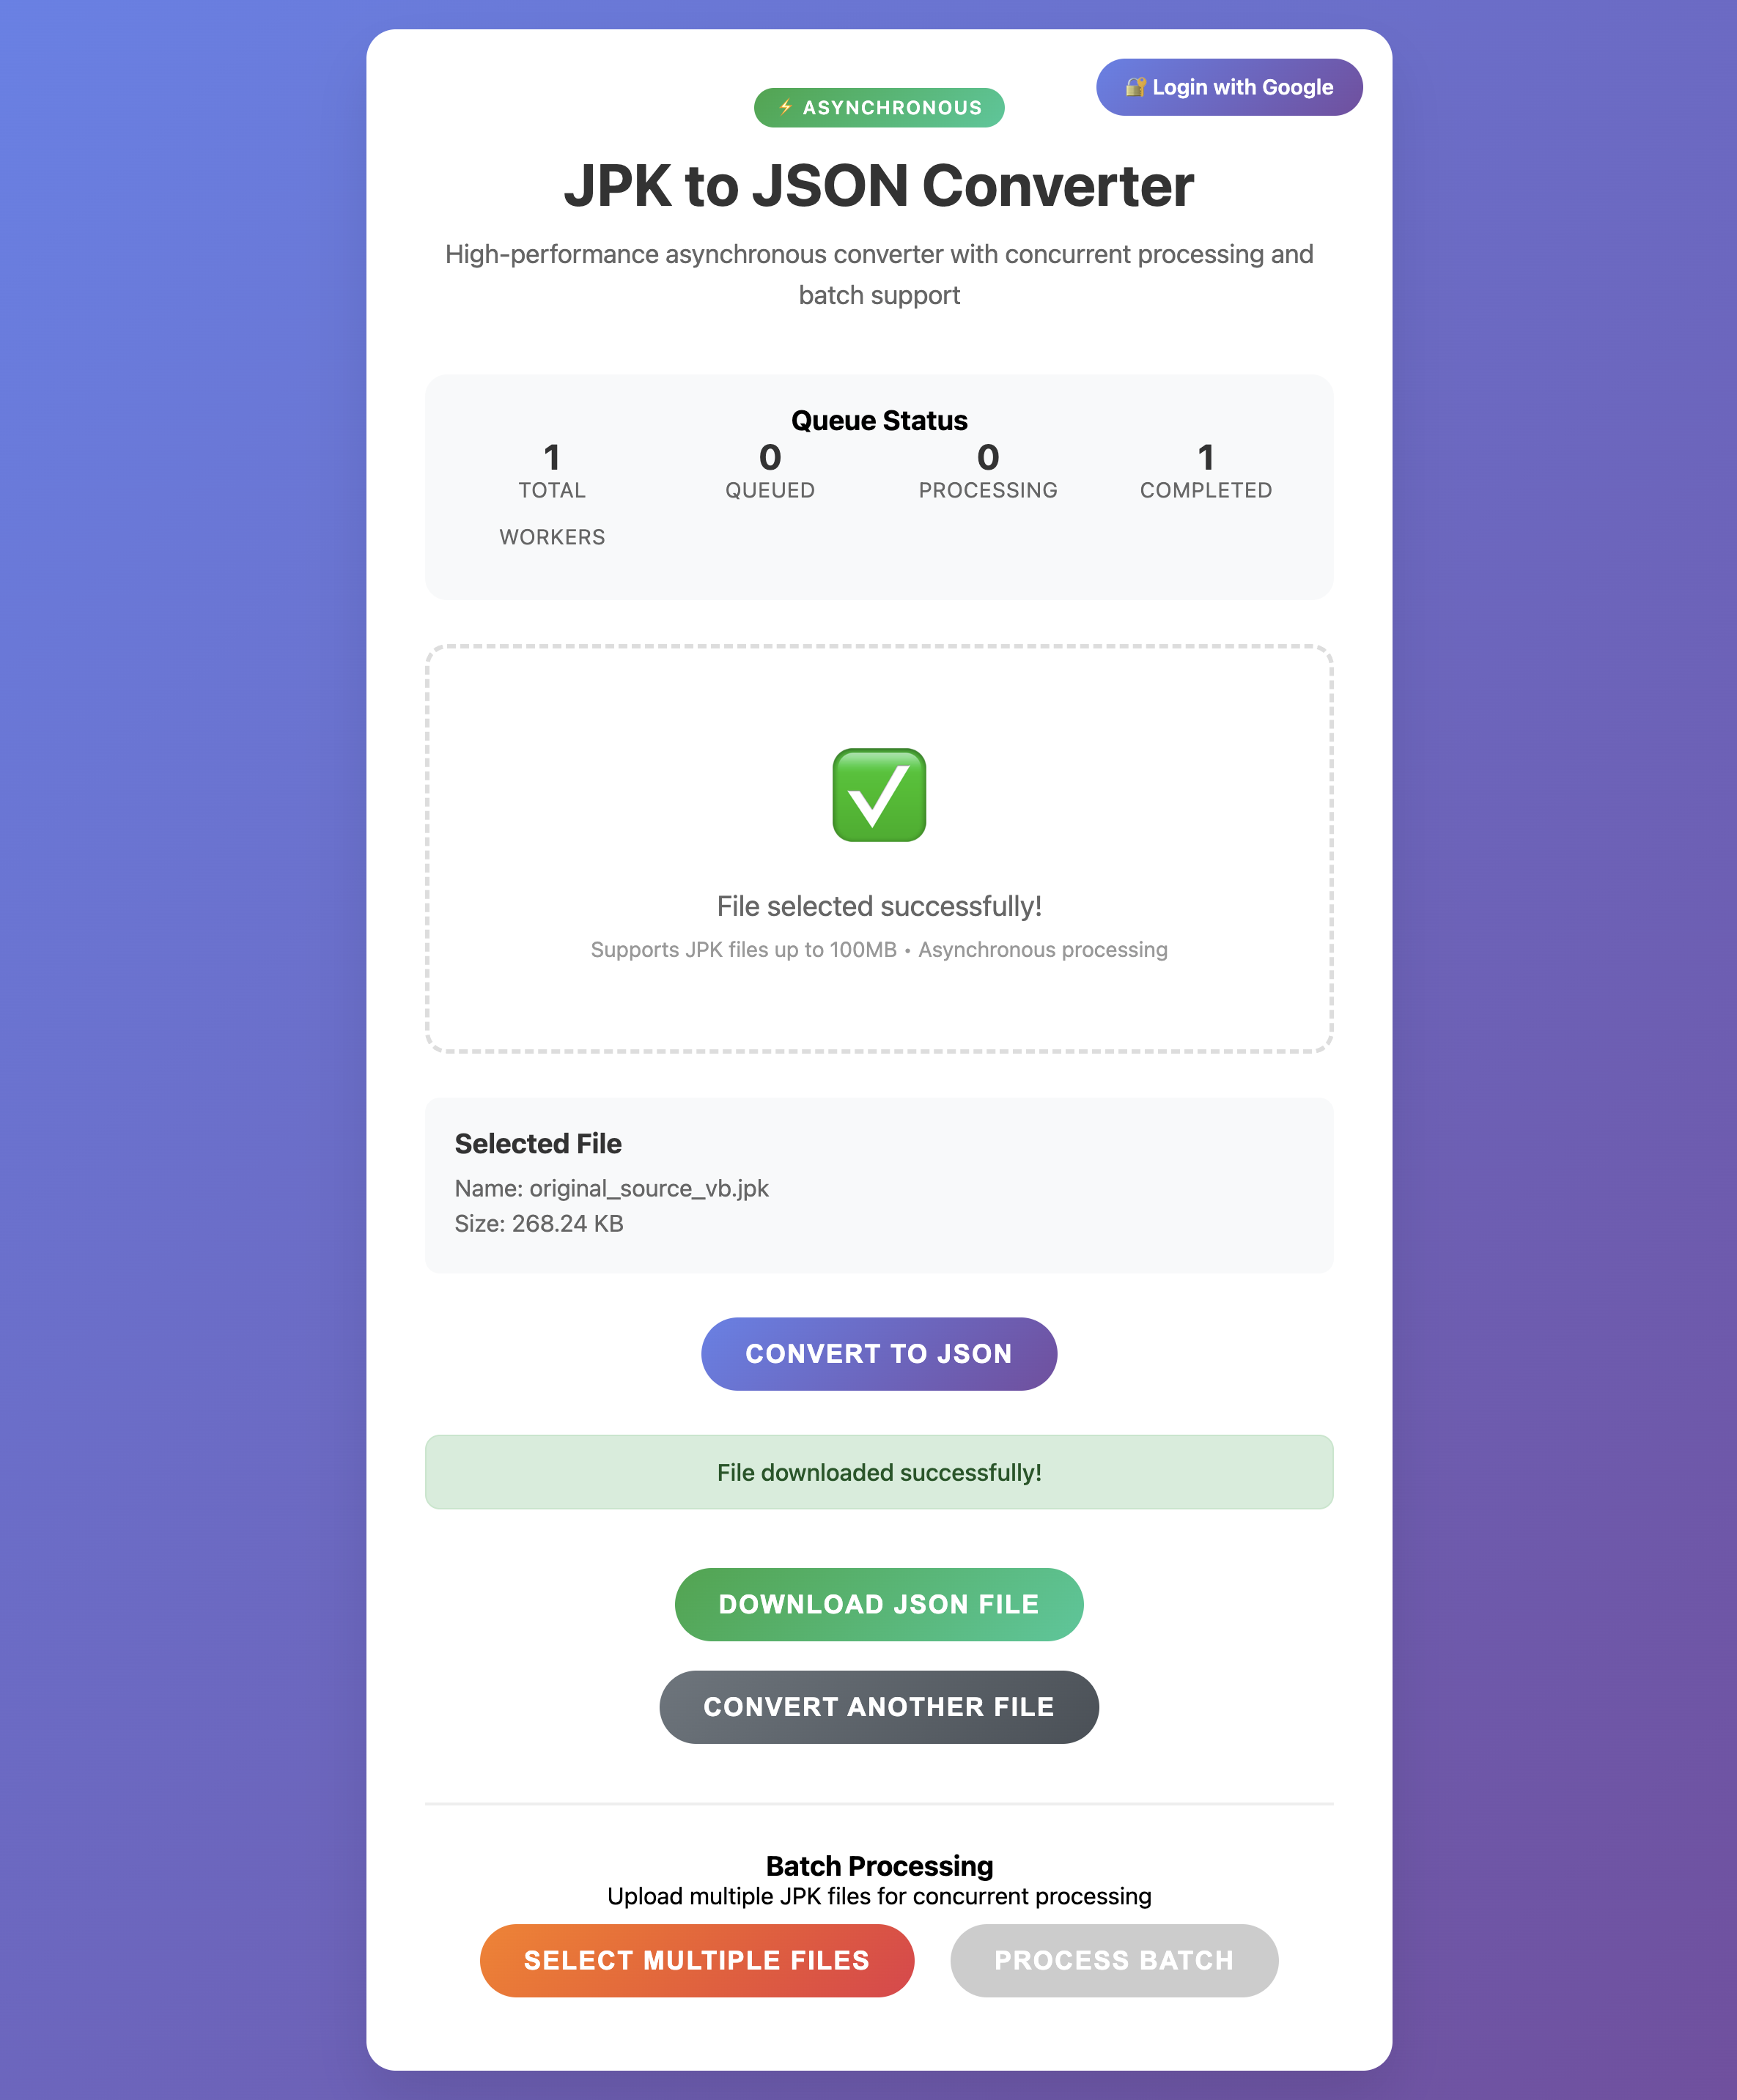 🔐 Login with Google
⚡ ASYNCHRONOUS
JPK to JSON Converter
High-performance asynchronous converter with concurrent processing and
batch support
Queue Status
1 0 0 1
TOTAL QUEUED PROCESSING COMPLETED
WORKERS
✅
File selected successfully!
Supports JPK files up to 100MB • Asynchronous processing
Selected File
Name: original_source_vb.jpk
Size: 268.24 KB
CONVERT TO JSON
File downloaded successfully!
DOWNLOAD JSON FILE
CONVERT ANOTHER FILE
Batch Processing
Upload multiple JPK files for concurrent processing
SELECT MULTIPLE FILES PROCESS BATCH